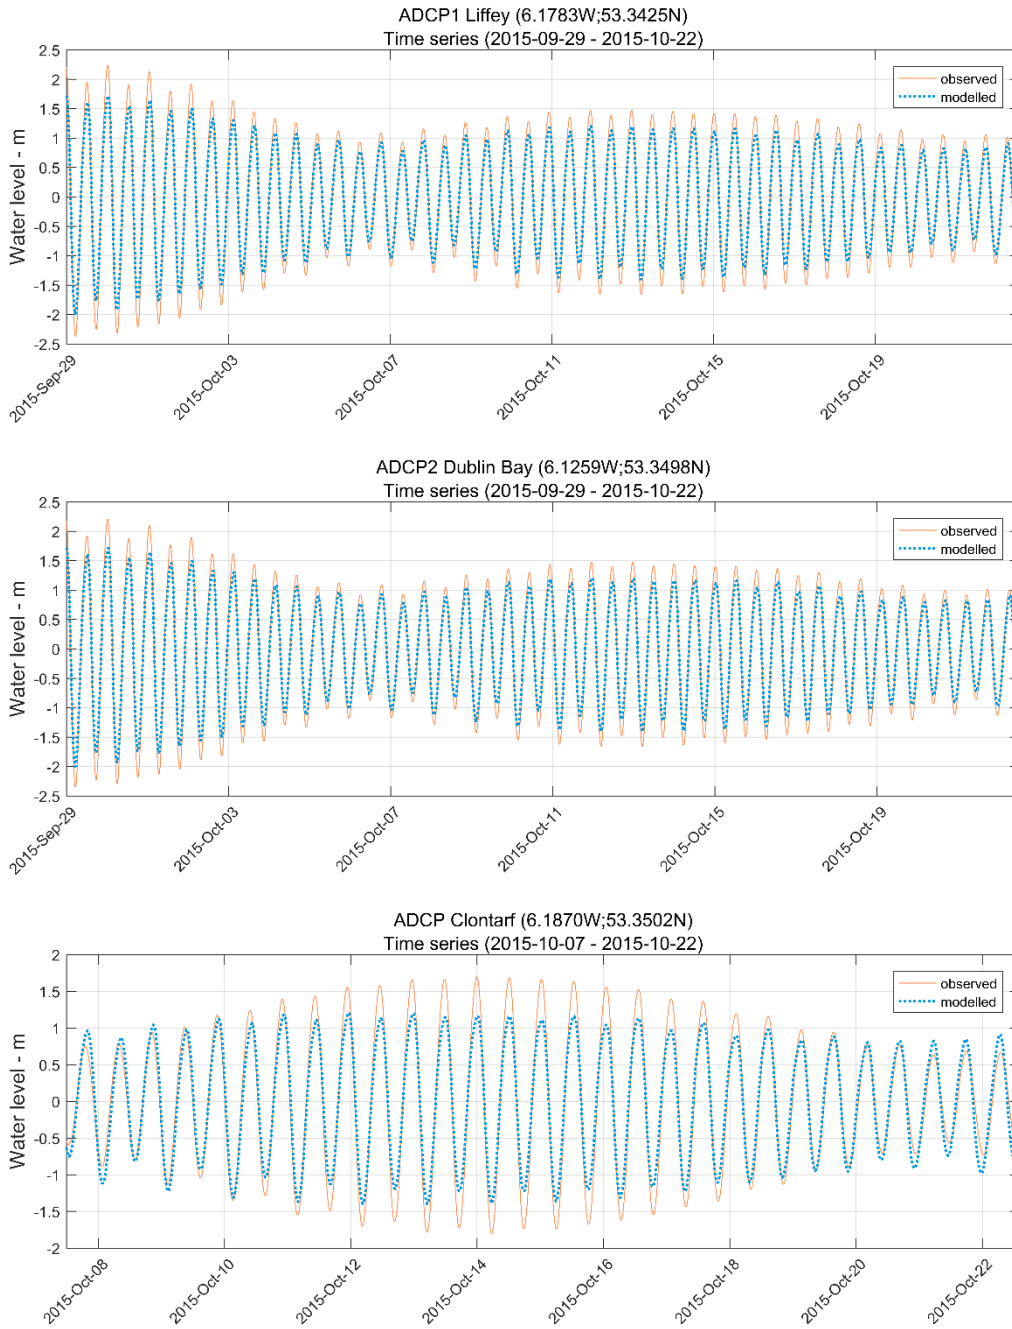 ADCP1 Liffey (6.1783W;53.3425N)
Time series (2015-09-29 - 2015-10-22)
2.5
2
1.5
1
0.5
0
-0.5
-1
-1.5
-2
-2.5
Water level - m
observed
modelled
2015-Sep-29
2015-Oct-03
2015-Oct-07
2015-Oct-11
2015-Oct-15
2015-Oct-19
ADCP2 Dublin Bay (6.1259W;53.3498N)
Time series (2015-09-29 - 2015-10-22)
2.5
2
1.5
1
0.5
0
-0.5
-1
-1.5
-2
-2.5
Water level - m
observed
modelled
2015-Sep-29
2015-Oct-03
2015-Oct-07
2015-Oct-11
2015-Oct-15
2015-Oct-19
ADCP Clontarf (6.1870W;53.3502N)
Time series (2015-10-07 - 2015-10-22)
2
1.5
1
0.5
0
-0.5
-1
-1.5
-2
Water level - m
observed
modelled
2015-Oct-08
2015-Oct-10
2015-Oct-12
2015-Oct-14
2015-Oct-16
2015-Oct-18
2015-Oct-20
2015-Oct-22